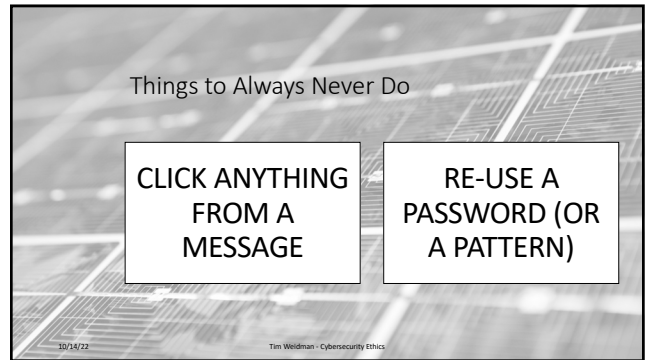 Things to Always Never Do
CLICK ANYTHING
FROM A
MESSAGE
RE-USE A
PASSWORD (OR
A PATTERN)
10/14/22
Tim Weidman - Cybersecurity Ethics